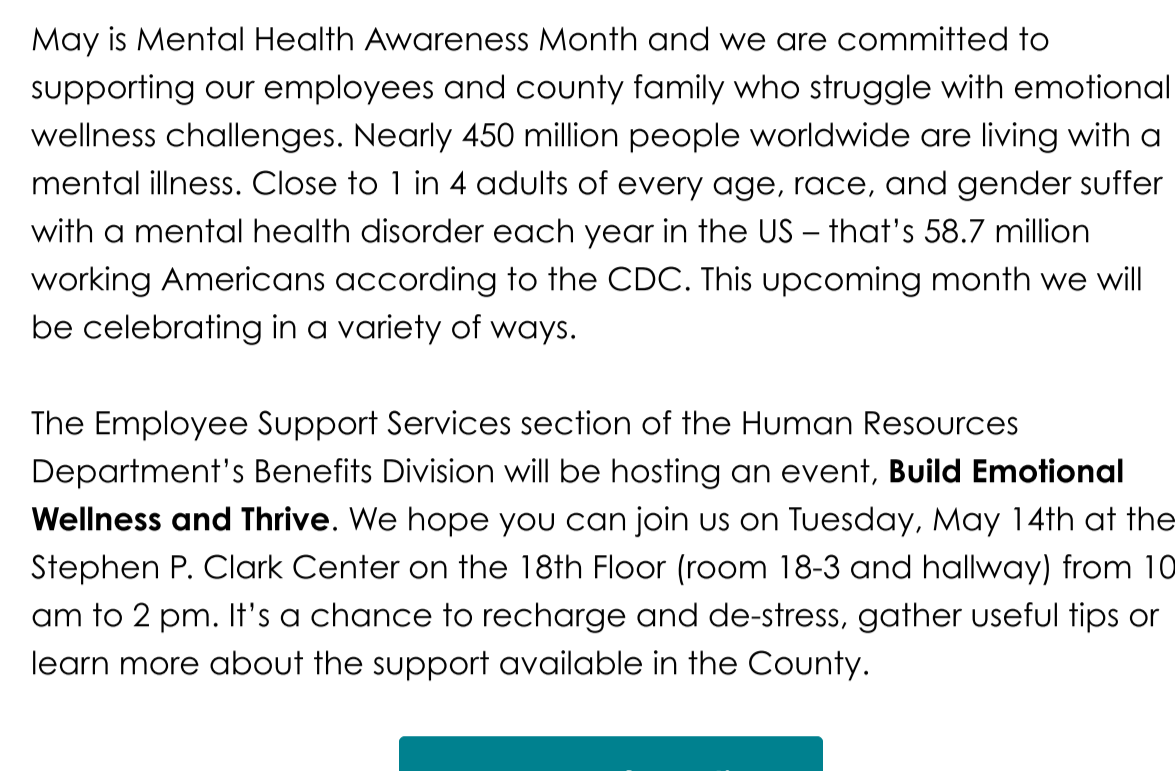 May is Mental Health Awareness Month and we are committed to
supporting our employees and county family who struggle with emotional
wellness challenges. Nearly 450 million people worldwide are living with a
mental illness. Close to 1 in 4 adults of every age, race, and gender suffer
with a mental health disorder each year in the US – that’s 58.7 million
working Americans according to the CDC. This upcoming month we will
be celebrating in a variety of ways.
The Employee Support Services section of the Human Resources
Department’s Benefits Division will be hosting an event, Build Emotional
Wellness and Thrive. We hope you can join us on Tuesday, May 14th at the
Stephen P. Clark Center on the 18th Floor (room 18-3 and hallway) from 10
am to 2 pm. It’s a chance to recharge and de-stress, gather useful tips or
learn more about the support available in the County.